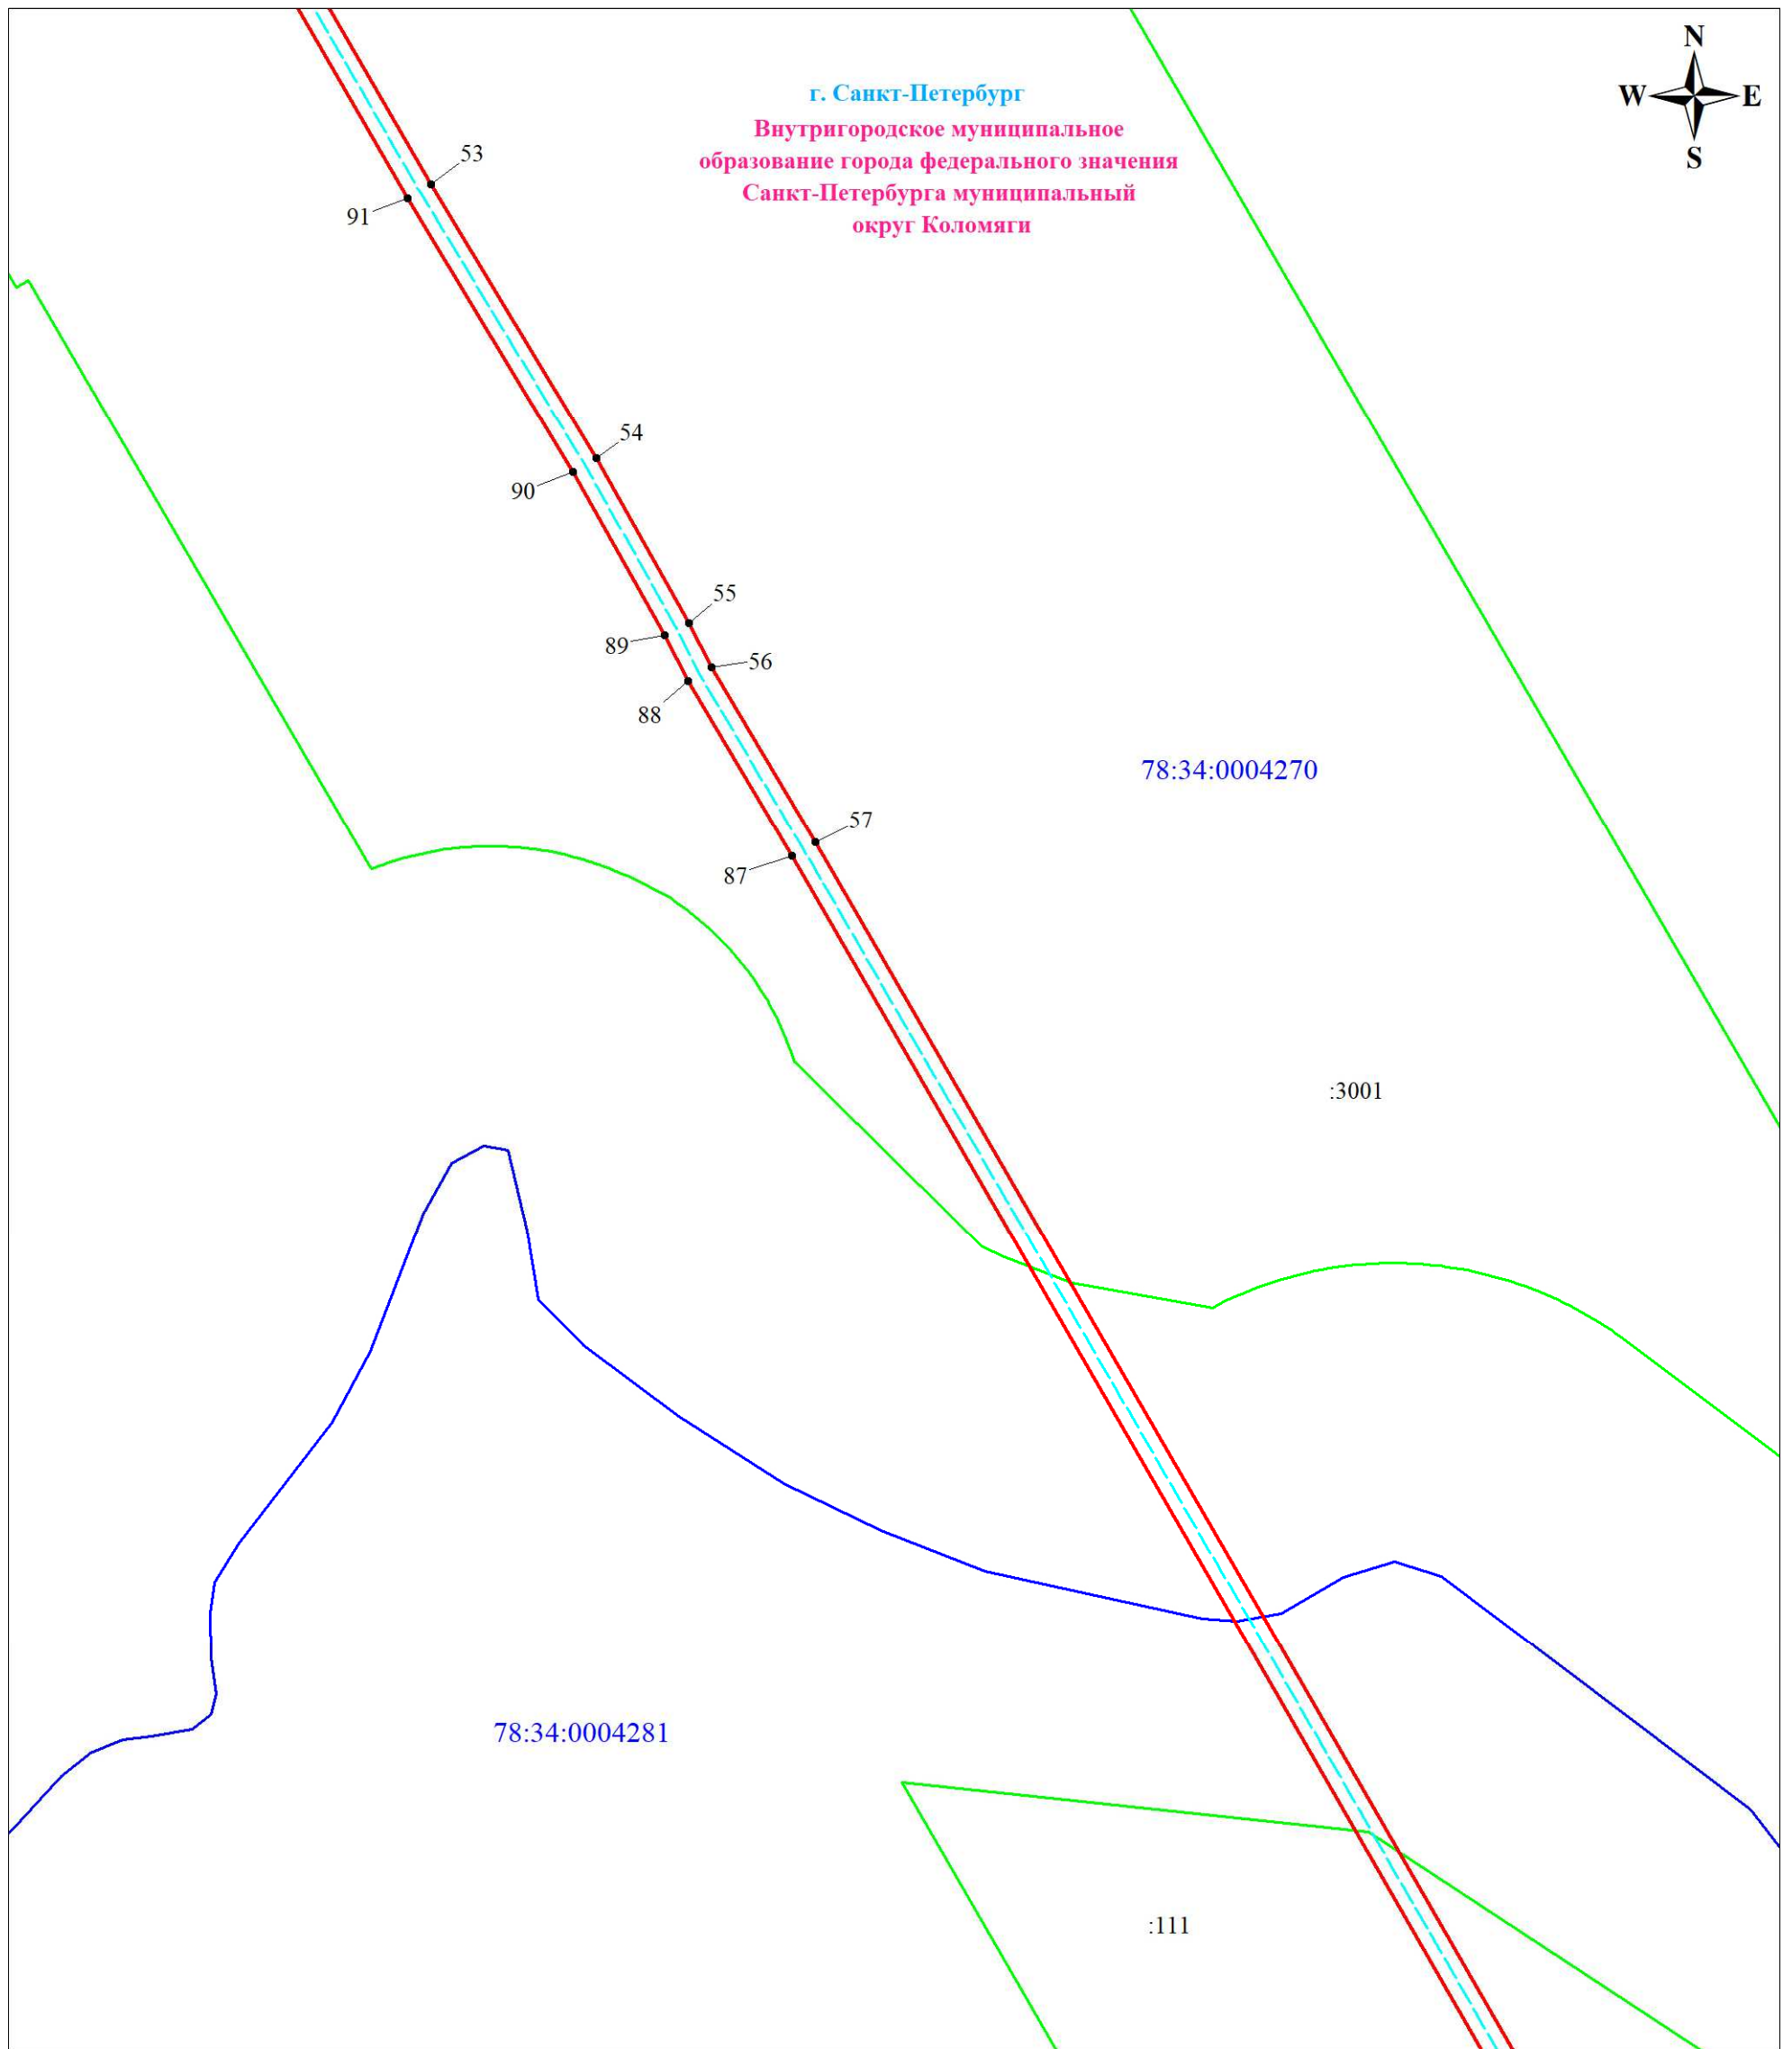 N
г. Санкт-Петербург
W E
Внутригородское муниципальное
образование города федерального значения
Санкт-Петербурга муниципальный
округ Коломяги
S
53
91
54
90
55
89
56
88
78:34:0004270
57
87
:3001
78:34:0004281
:111